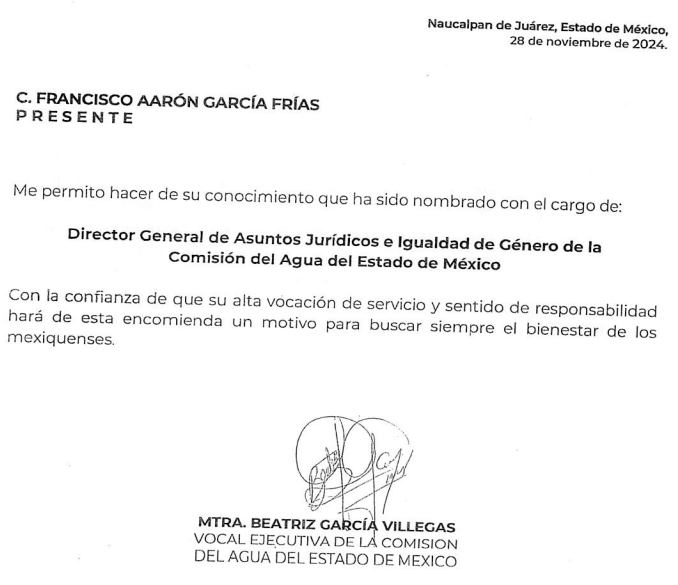 Naucalpan de Juárez, Estado de México,
28 de noviembre de 2024.
C. FRANCISCO AARÓN GARCÍA FRÍAS
PRESENTE
Me permito hacer de su conocimiento que ha sido nombrado con el cargo de:
Director General de Asuntos Jurídicos e Igualdad de Género de la
Comisión del Agua del Estado de México
Con la confianza de que su alta vocación de servicio y sentido de responsabilidad
hará de esta encomienda un motivo para buscar siempre el bienestar de los
mexiquenses.
MTRA. BEATRIZ GARCÍA VILLEGAS
VOCAL EJECUTIVA DE LA COMISION
DEL AGUA DEL ESTADO DE MEXICO